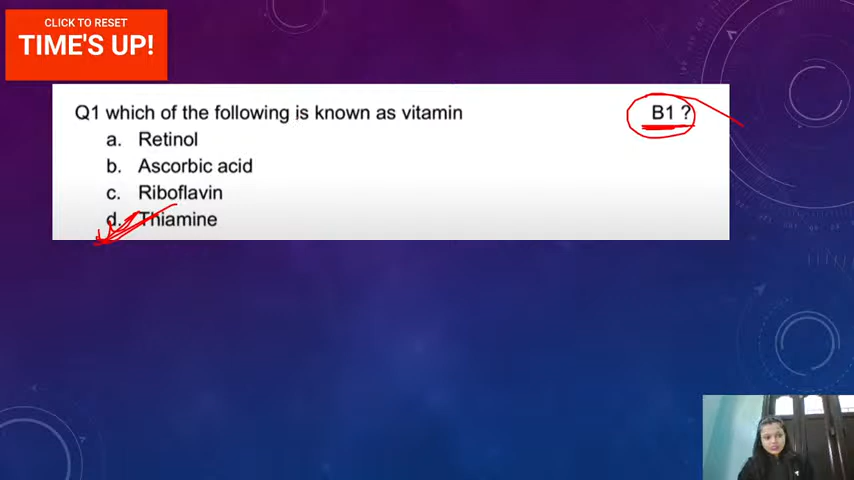 CLICK TO RESET
TIME'S UP!
Q1 which of the following is known as vitamin B1 ?
a. Retinol
b. Ascorbic acid
c. Riboflavin
d. Thiamine